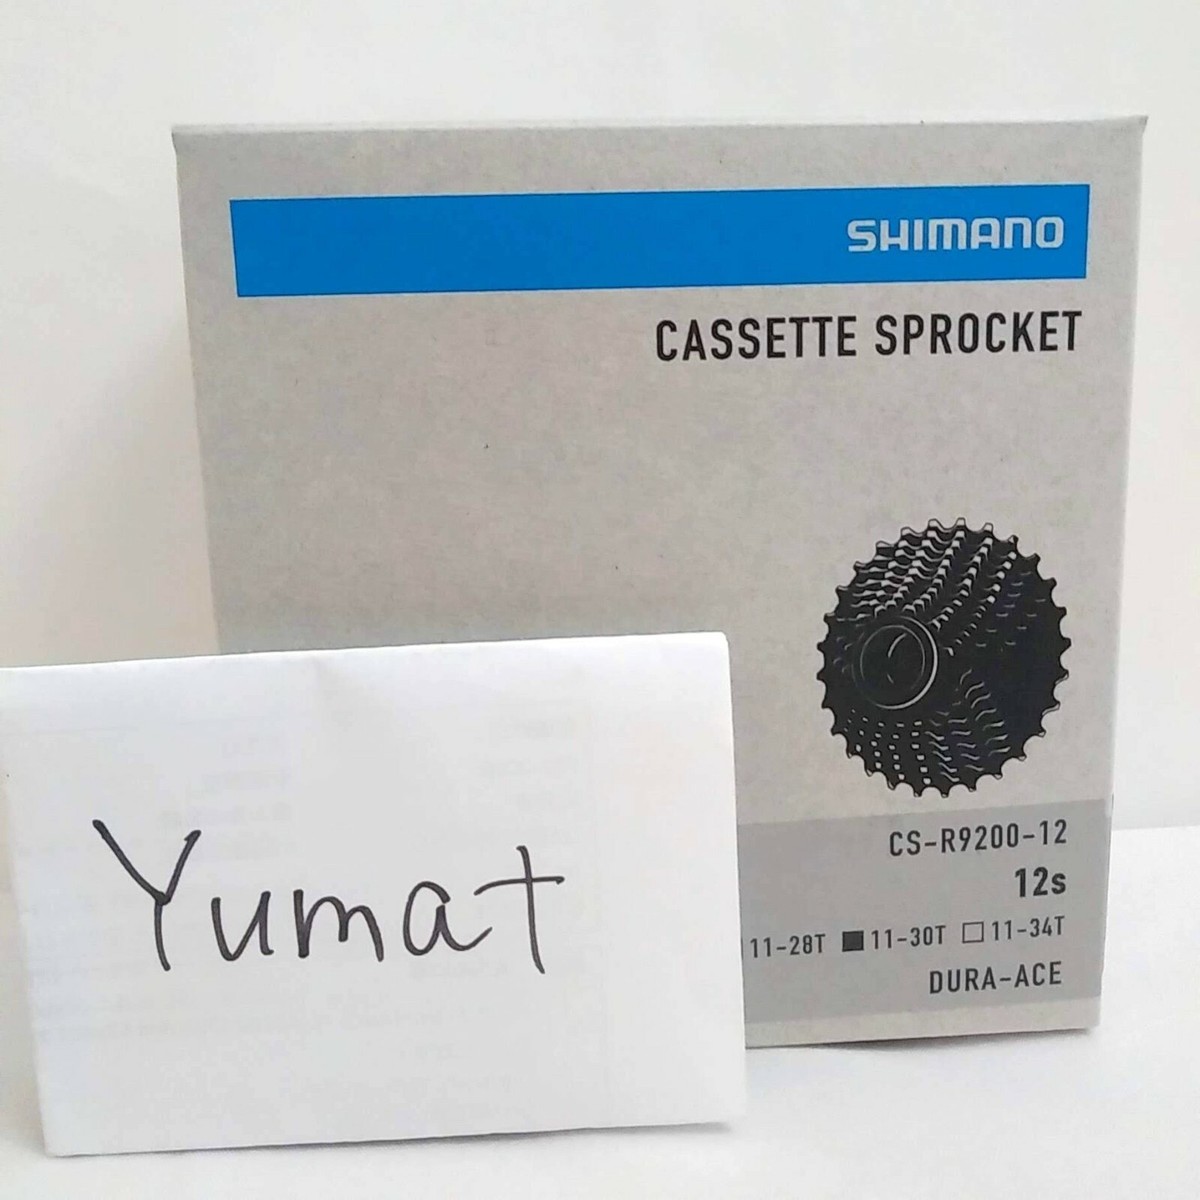 SHIMANO
CASSETTE SPROCKET
CS-R9200-12
12s
11-28T ■ 11-30T □ 11-34T
DURA-ACE
Yumat